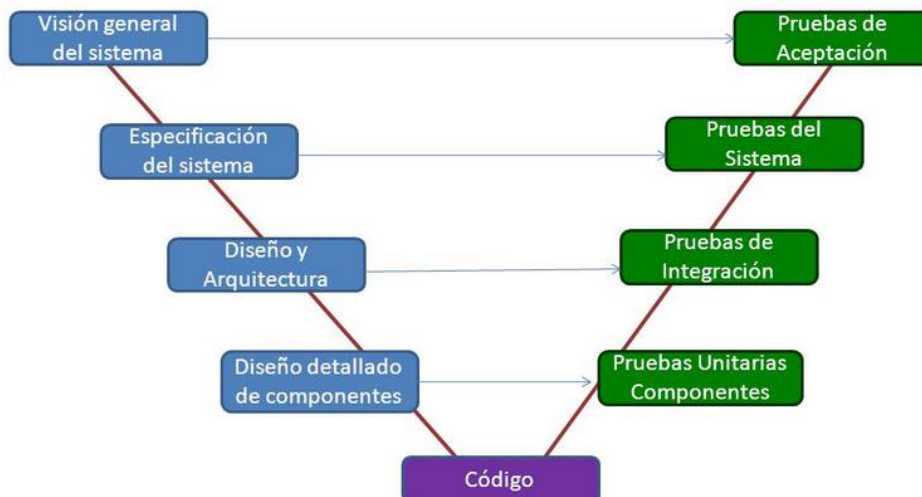 Visión general
del sistema
Pruebas de
Aceptación
Especificación
del sistema
Pruebas del
Sistema
Diseño y
Arquitectura
Pruebas de
Integración
Diseño detallado
de componentes
Pruebas Unitarias
Componentes
Código